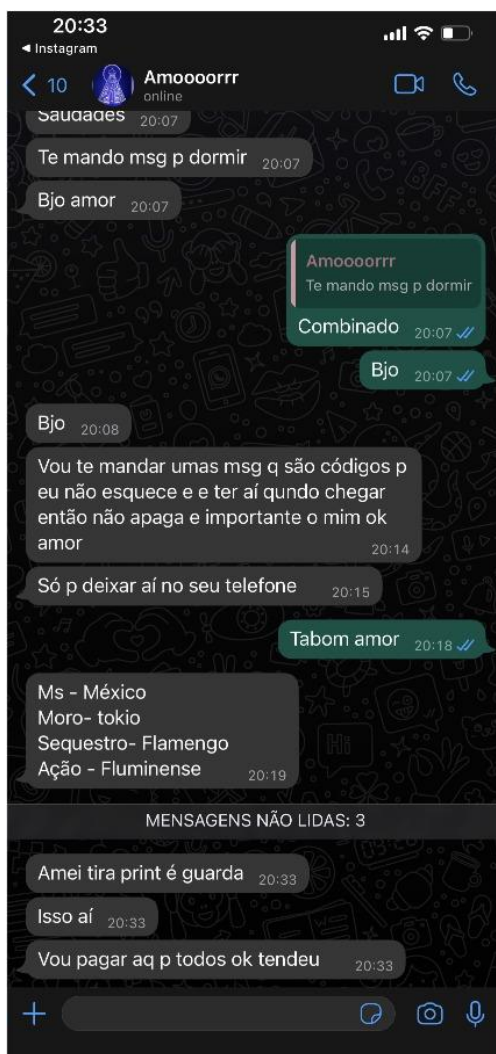 20:33
◀ Instagram
10
Amoooorrr
online
Saudades 20:07
Te mando msg p dormir 20:07
Bjo amor 20:07
Amoooorrr
Te mando msg p dormir
Combinado 20:07
Bjo 20:07
Bjo 20:08
Vou te mandar umas msg q são códigos p
eu não esquece e e ter aí qundo chegar
então não apaga e importante o mim ok
amor
20:14
Só p deixar aí no seu telefone 20:15
Tabom amor 20:18
Ms - México
Moro- tokio
Sequestro- Flamengo
Ação - Fluminense 20:19
MENSAGENS NÃO LIDAS: 3
Amei tira print é guarda 20:33
Isso aí 20:33
Vou pagar aq p todos ok tendeu 20:33